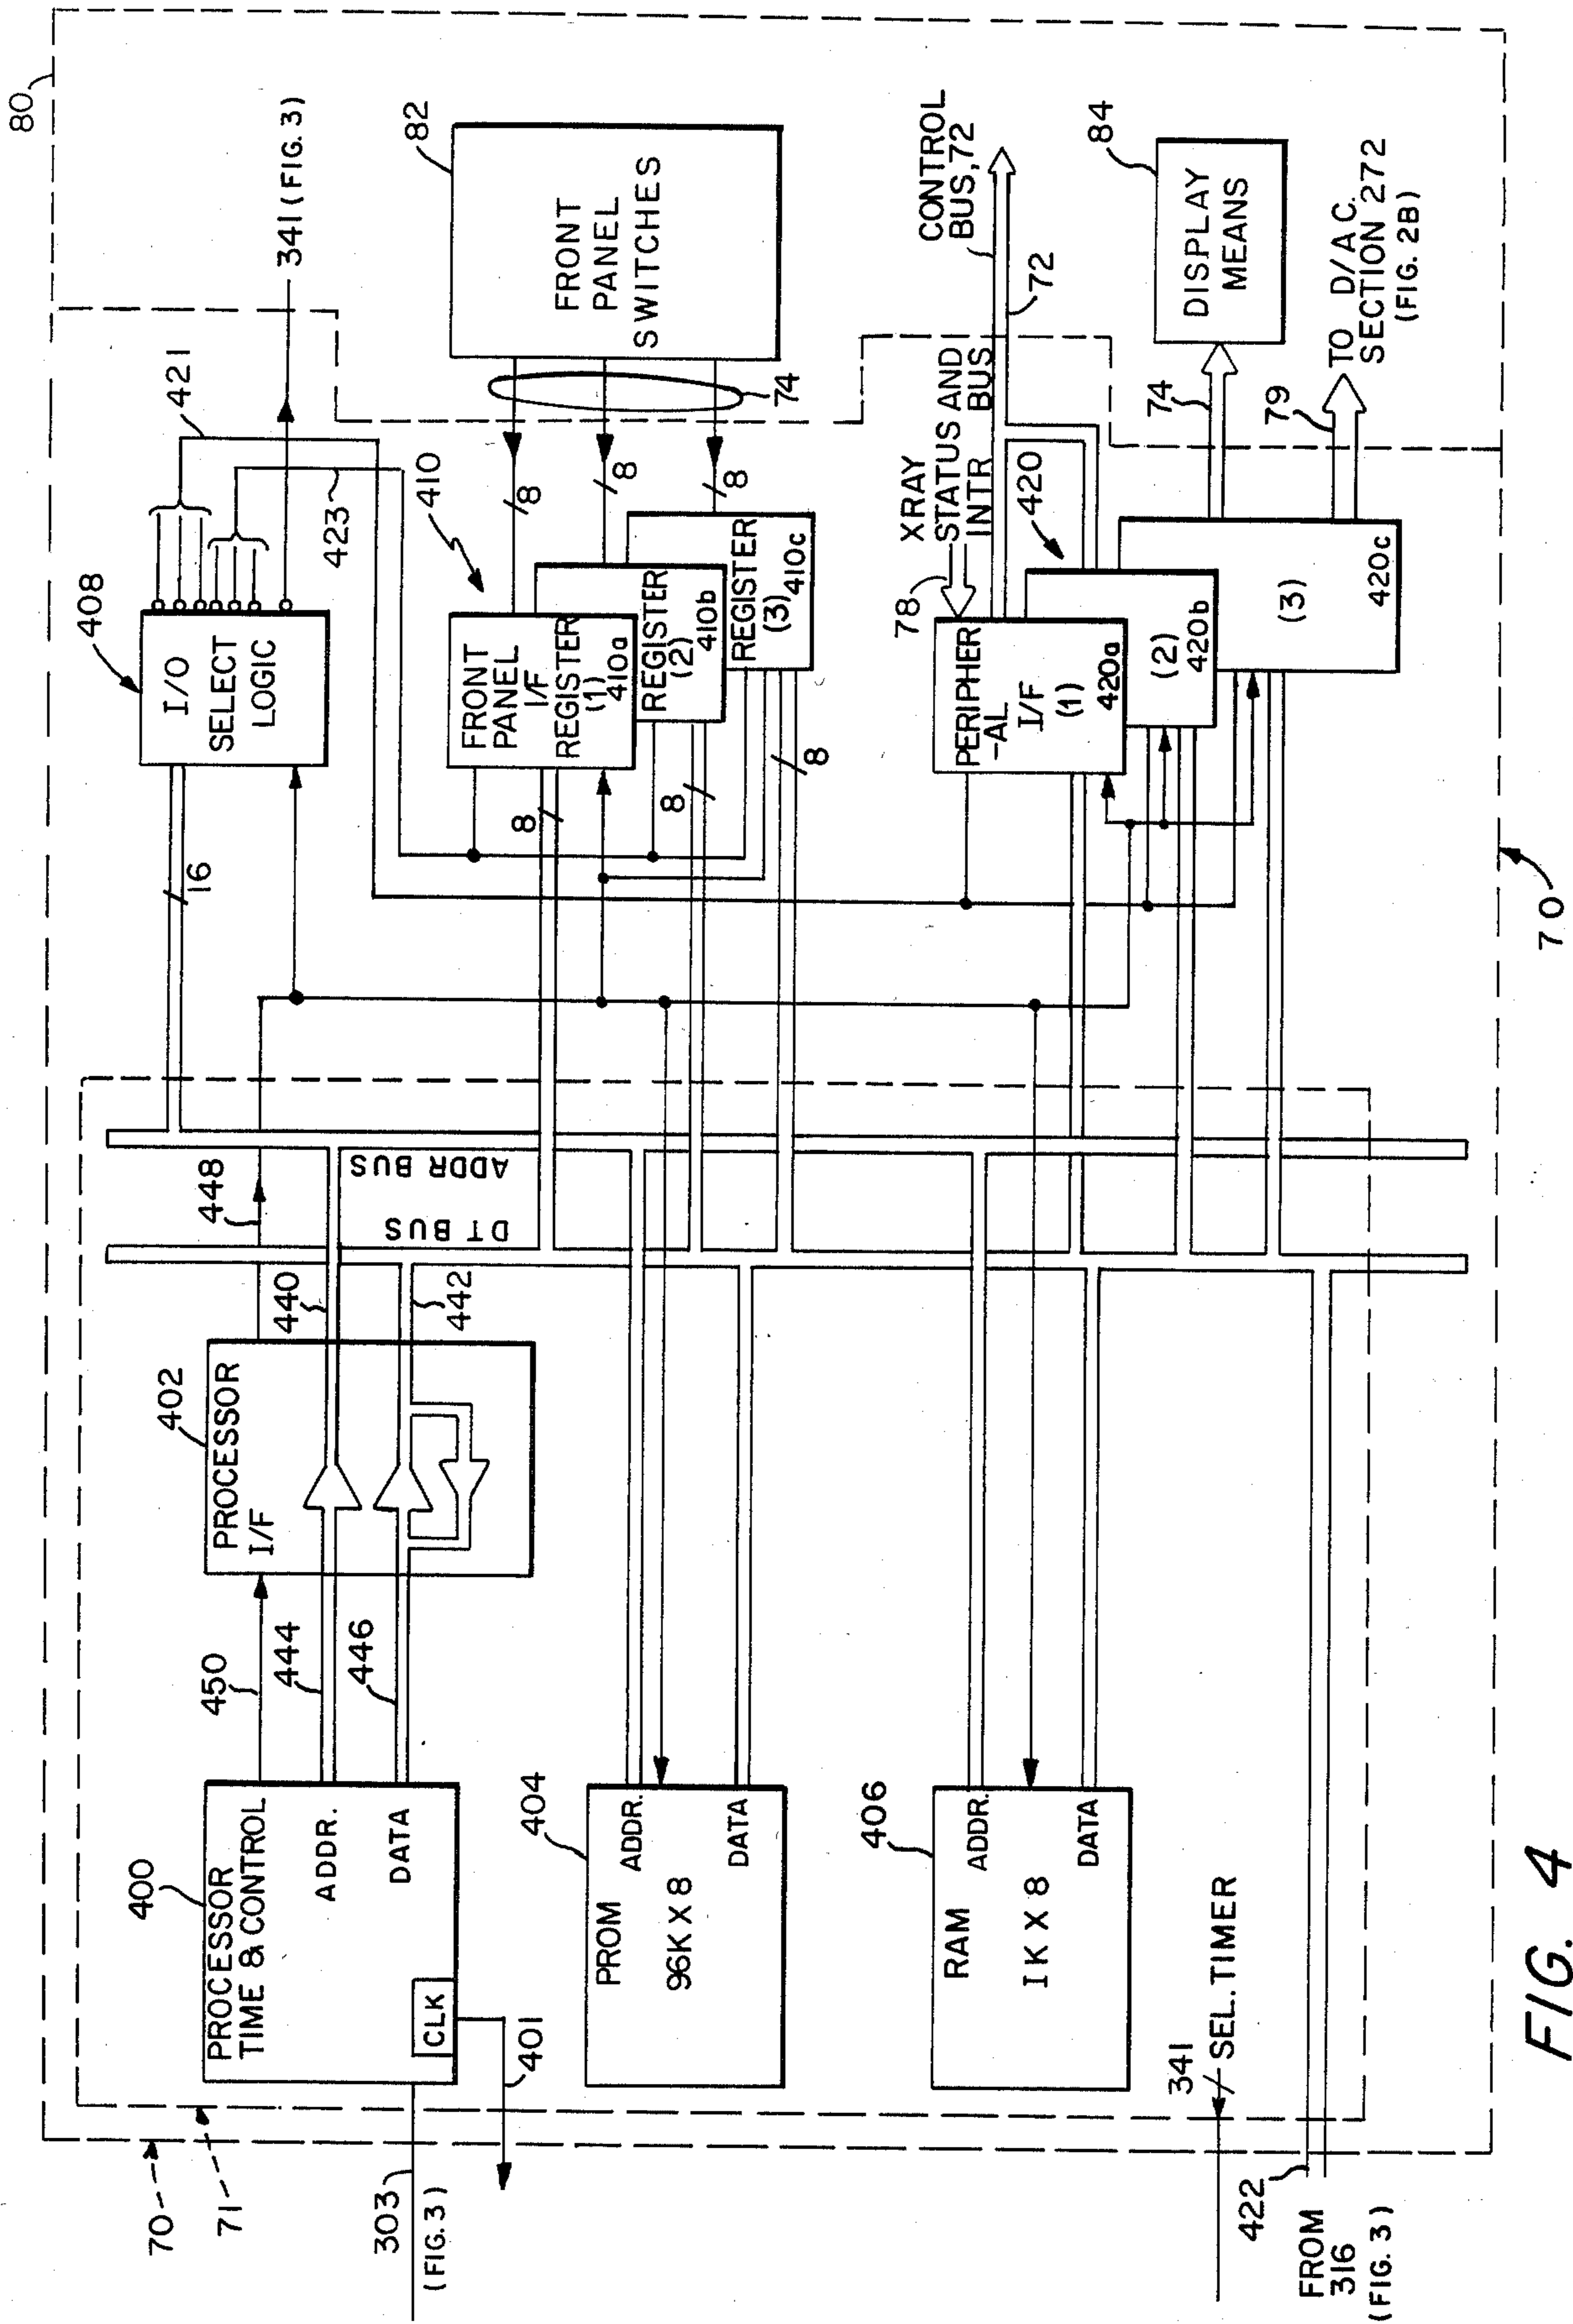 80
341 (FIG. 3)
82
FRONT
PANEL
SWITCHES
74
CONTROL
BUS, 72
72
84
DISPLAY
MEANS
74
79
TO D/A C.
SECTION 272
(FIG. 2B)
408
I/O
SELECT
LOGIC
421
423
16
410
FRONT
PANEL
I/F
REGISTER
(1)
410a
REGISTER
(2)
410b
REGISTER
(3)
410c
8
8
8
8
8
8
XRAY
STATUS AND
INTR BUS
78
420
PERIPHER
-AL
I/F
(1)
420a
(2)
420b
(3)
420c
70
ADDR BUS
DT BUS
448
440
442
402
PROCESSOR
I/F
450
444
446
400
PROCESSOR
TIME & CONTROL
ADDR.
DATA
CLK
401
404
PROM
96K X 8
ADDR.
DATA
406
RAM
1K X 8
ADDR.
DATA
341
SEL. TIMER
70
71
303
(FIG. 3)
422
FROM
316
(FIG. 3)
FIG. 4